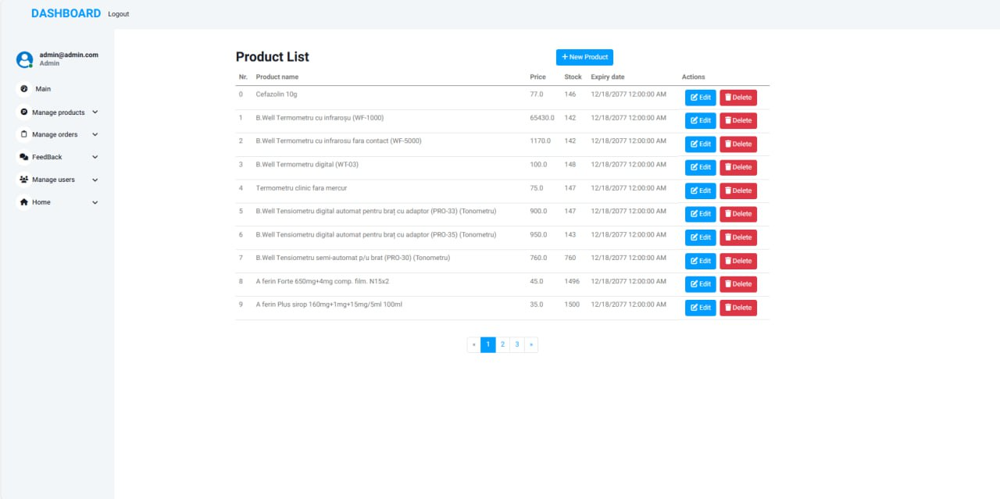 DASHBOARD Logout
admin@admin.com
Admin
Main
Manage products
Manage orders
FeedBack
Manage users
Home
Product List + New Product
Nr. Product name Price Stock Expiry date Actions
0 Cefazolin 10g 77.0 146 12/18/2077 12:00:00 AM Edit Delete
1 B.Well Termometru cu infraroșu (WF-1000) 65430.0 142 12/18/2077 12:00:00 AM Edit Delete
2 B.Well Termometru cu infrarosu fara contact (WF-5000) 1170.0 142 12/18/2077 12:00:00 AM Edit Delete
3 B.Well Termometru digital (WT-03) 100.0 148 12/18/2077 12:00:00 AM Edit Delete
4 Termometru clinic fara mercur 75.0 147 12/18/2077 12:00:00 AM Edit Delete
5 B.Well Tensiometru digital automat pentru braț cu adaptor (PRO-33) (Tonometru) 900.0 147 12/18/2077 12:00:00 AM Edit Delete
6 B.Well Tensiometru digital automat pentru braț cu adaptor (PRO-35) (Tonometru) 950.0 143 12/18/2077 12:00:00 AM Edit Delete
7 B.Well Tensiometru semi-automat p/u brat (PRO-30) (Tonometru) 760.0 760 12/18/2077 12:00:00 AM Edit Delete
8 A ferin Forte 650mg+4mg comp. film. N15x2 45.0 1496 12/18/2077 12:00:00 AM Edit Delete
9 A ferin Plus sirop 160mg+1mg+15mg/5ml 100ml 35.0 1500 12/18/2077 12:00:00 AM Edit Delete
« 1 2 3 »